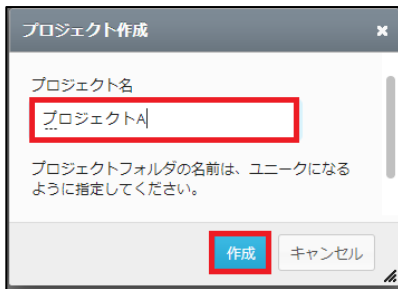 プロジェクト作成
プロジェクト名
プロジェクトA
プロジェクトフォルダの名前は、ユニークになる
ように指定してください。
作成 キャンセル